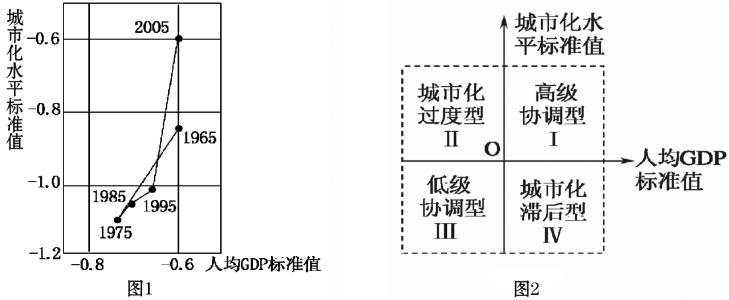 城市化水平标准值
-0.6
-0.8
-1.0
-1.2
2005
1965
1985
1995
1975
-0.8
-0.6
人均GDP标准值
图1
城市化水
平标准值
城市化
过度型
Ⅱ
高级
协调型
Ⅰ
O
人均GDP
标准值
低级
协调型
Ⅲ
城市化
滞后型
Ⅳ
图2